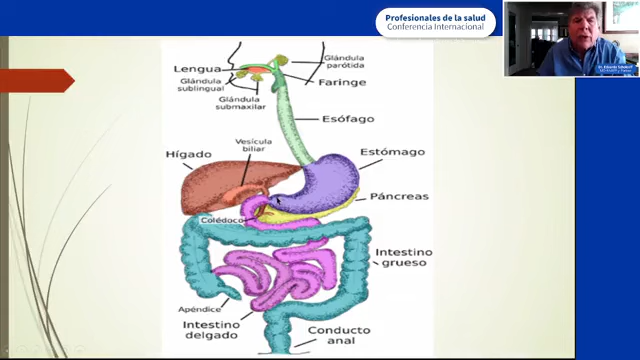 Profesionales de la salud
Conferencia Internacional
Lengua
Glándula
sublingual
Glándula
submaxilar
Glándula
parótida
Faringe
Esófago
Vesícula
biliar
Hígado
Estómago
Páncreas
Colédoco
Intestino
grueso
Apéndice
Intestino
delgado
Conducto
anal